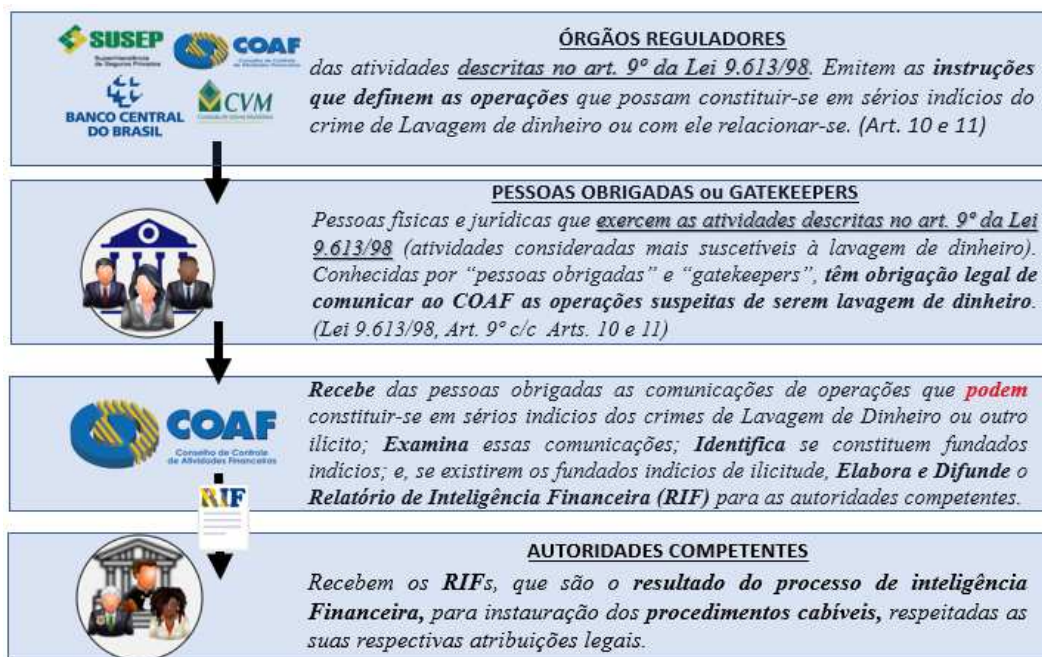 SUSEP
Superintendência
de Seguros Privados
COAF
Conselho de Controle
de Atividades Financeiras
BANCO CENTRAL
DO BRASIL
CVM
Comissão de Valores Mobiliários
ÓRGÃOS REGULADORES
das atividades descritas no art. 9º da Lei 9.613/98. Emitem as instruções
que definem as operações que possam constituir-se em sérios indícios do
crime de Lavagem de dinheiro ou com ele relacionar-se. (Art. 10 e 11)
PESSOAS OBRIGADAS ou GATEKEEPERS
Pessoas físicas e jurídicas que exercem as atividades descritas no art. 9º da Lei
9.613/98 (atividades consideradas mais suscetíveis à lavagem de dinheiro).
Conhecidas por “pessoas obrigadas” e “gatekeepers”, têm obrigação legal de
comunicar ao COAF as operações suspeitas de serem lavagem de dinheiro.
(Lei 9.613/98, Art. 9º c/c Arts. 10 e 11)
COAF
Conselho de Controle
de Atividades Financeiras
RIF
Recebe das pessoas obrigadas as comunicações de operações que podem
constituir-se em sérios indícios dos crimes de Lavagem de Dinheiro ou outro
ilícito; Examina essas comunicações; Identifica se constituem fundados
indícios; e, se existirem os fundados indícios de ilicitude, Elabora e Difunde o
Relatório de Inteligência Financeira (RIF) para as autoridades competentes.
AUTORIDADES COMPETENTES
Recebem os RIFs, que são o resultado do processo de inteligência
Financeira, para instauração dos procedimentos cabíveis, respeitadas as
suas respectivas atribuições legais.